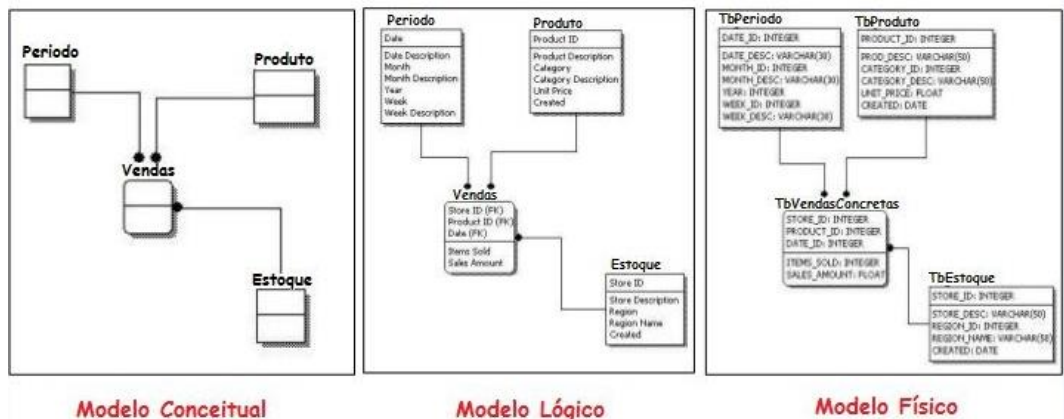 Periodo
Produto
Vendas
Estoque
Modelo Conceitual
Periodo
Date
Date Description
Month
Month Description
Year
Week
Week Description
Produto
Product ID
Product Description
Category
Category Description
Unit Price
Created
Vendas
Store ID (FK)
Product ID (FK)
Date (FK)
Items Sold
Sales Amount
Estoque
Store ID
Store Description
Region
Region Name
Created
Modelo Lógico
TbPeriodo
DATE_ID: INTEGER
DATE_DESC: VARCHAR(30)
MONTH_ID: INTEGER
MONTH_DESC: VARCHAR(30)
YEAR: INTEGER
WEEK_ID: INTEGER
WEEK_DESC: VARCHAR(30)
TbProduto
PRODUCT_ID: INTEGER
PROD_DESC: VARCHAR(50)
CATEGORY_ID: INTEGER
CATEGORY_DESC: VARCHAR(50)
UNIT_PRICE: FLOAT
CREATED: DATE
TbVendasConcretas
STORE_ID: INTEGER
PRODUCT_ID: INTEGER
DATE_ID: INTEGER
ITEMS_SOLD: INTEGER
SALES_AMOUNT: FLOAT
TbEstoque
STORE_ID: INTEGER
STORE_DESC: VARCHAR(50)
REGION_ID: INTEGER
REGION_NAME: VARCHAR(50)
CREATED: DATE
Modelo Físico